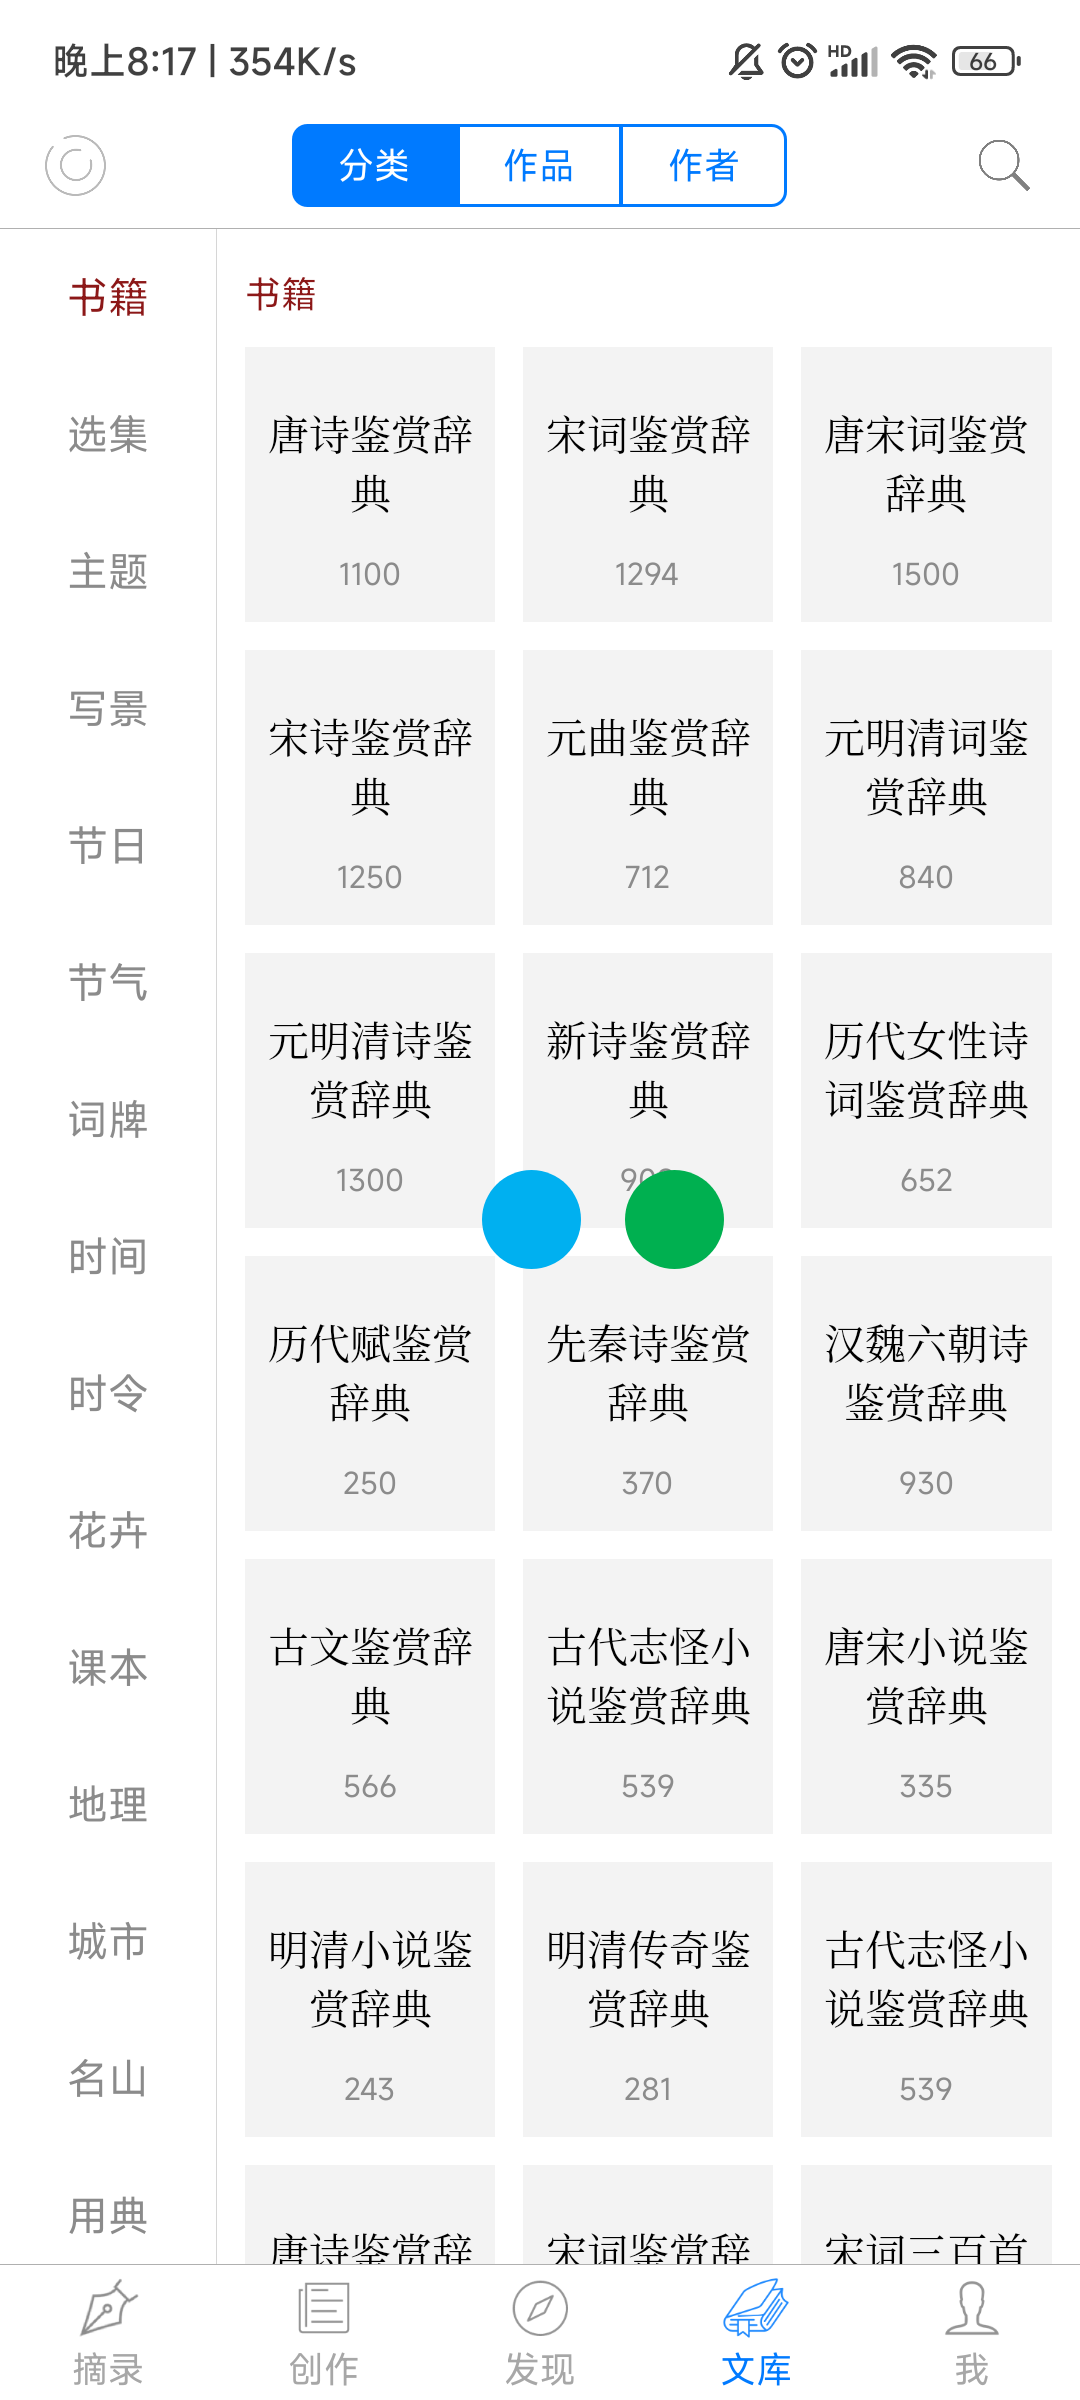 晚上8:17 | 354K/s
HD
66
分类
作品
作者
书籍
选集
主题
写景
节日
节气
词牌
时间
时令
花卉
课本
地理
城市
名山
用典
书籍
唐诗鉴赏辞
典
1100
宋词鉴赏辞
典
1294
唐宋词鉴赏
辞典
1500
宋诗鉴赏辞
典
1250
元曲鉴赏辞
典
712
元明清词鉴
赏辞典
840
元明清诗鉴
赏辞典
1300
新诗鉴赏辞
典
历代女性诗
词鉴赏辞典
652
历代赋鉴赏
辞典
250
先秦诗鉴赏
辞典
370
汉魏六朝诗
鉴赏辞典
930
古文鉴赏辞
典
566
古代志怪小
说鉴赏辞典
539
唐宋小说鉴
赏辞典
335
明清小说鉴
赏辞典
243
明清传奇鉴
赏辞典
281
古代志怪小
说鉴赏辞典
539
唐诗鉴赏辞
宋词鉴赏辞
宋词三百首
摘录
创作
发现
文库
我